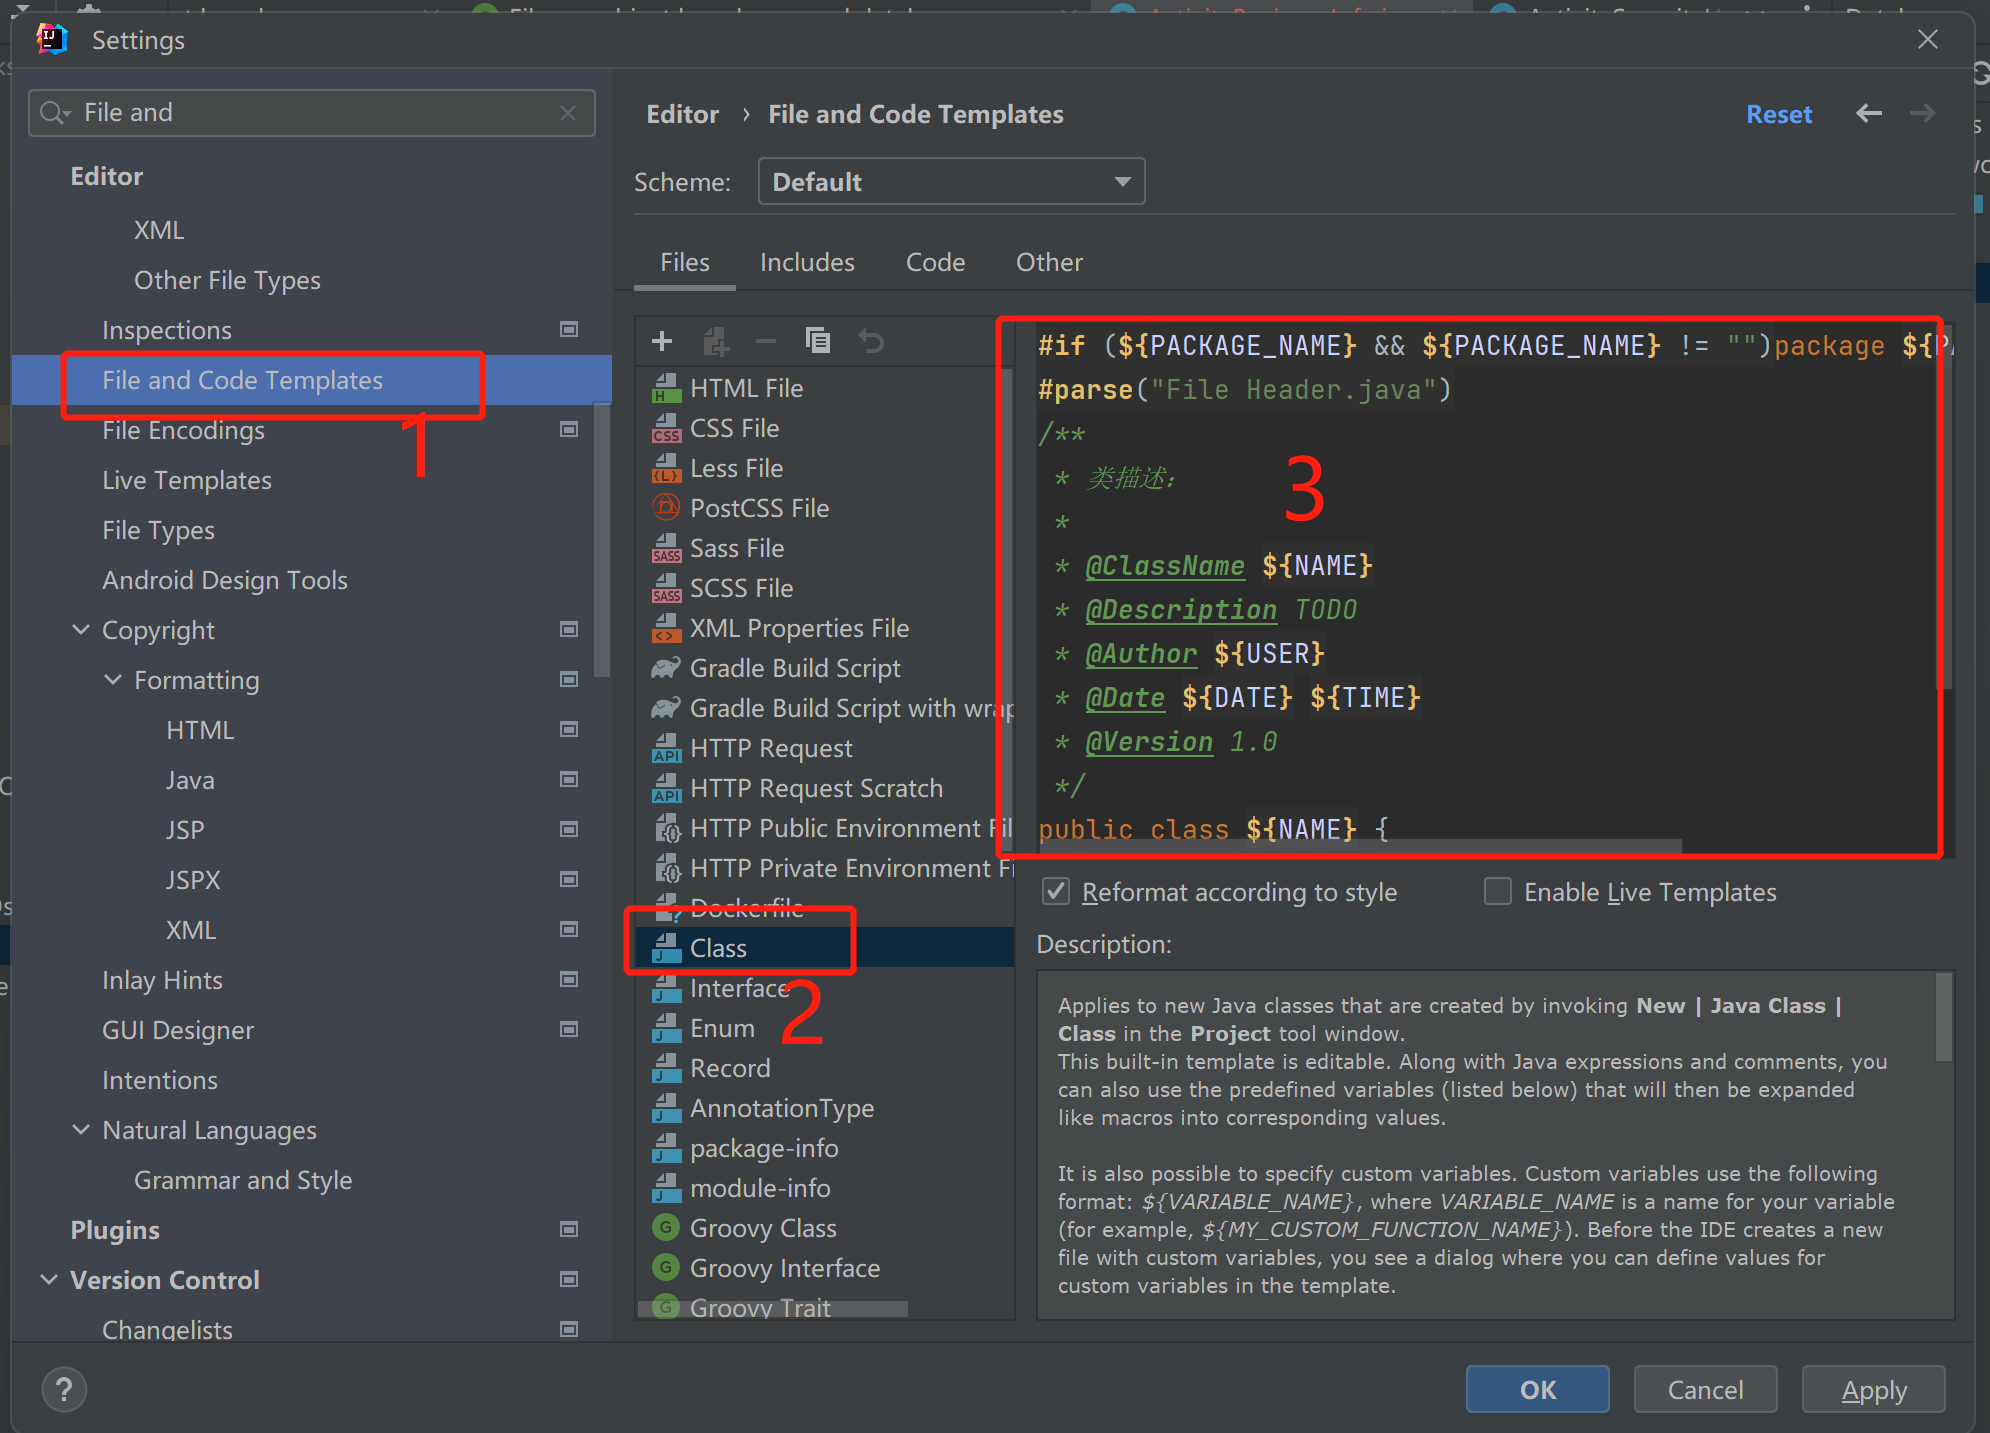 Settings
File and
Editor
XML
Other File Types
Inspections
File and Code Templates
1
File Encodings
Live Templates
File Types
Android Design Tools
Copyright
Formatting
HTML
Java
JSP
JSPX
XML
Inlay Hints
GUI Designer
Intentions
Natural Languages
Grammar and Style
Plugins
Version Control
Changelists
Editor › File and Code Templates
Reset
Scheme: Default
Files Includes Code Other
HTML File
CSS File
Less File
PostCSS File
Sass File
SCSS File
XML Properties File
Gradle Build Script
Gradle Build Script with wrap
HTTP Request
HTTP Request Scratch
HTTP Public Environment Fil
HTTP Private Environment Fi
Dockerfile
Class
Interface
2
Enum
Record
AnnotationType
package-info
module-info
Groovy Class
Groovy Interface
Groovy Trait
#if (${PACKAGE_NAME} && ${PACKAGE_NAME} != "")package ${PA
#parse("File Header.java")
/**
* 类描述:
3
*
* @ClassName ${NAME}
* @Description TODO
* @Author ${USER}
* @Date ${DATE} ${TIME}
* @Version 1.0
*/
public class ${NAME} {
Reformat according to style
Enable Live Templates
Description:
Applies to new Java classes that are created by invoking New | Java Class |
Class in the Project tool window.
This built-in template is editable. Along with Java expressions and comments, you
can also use the predefined variables (listed below) that will then be expanded
like macros into corresponding values.
It is also possible to specify custom variables. Custom variables use the following
format: ${VARIABLE_NAME}, where VARIABLE_NAME is a name for your variable
(for example, ${MY_CUSTOM_FUNCTION_NAME}). Before the IDE creates a new
file with custom variables, you see a dialog where you can define values for
custom variables in the template.
?
OK
Cancel
Apply